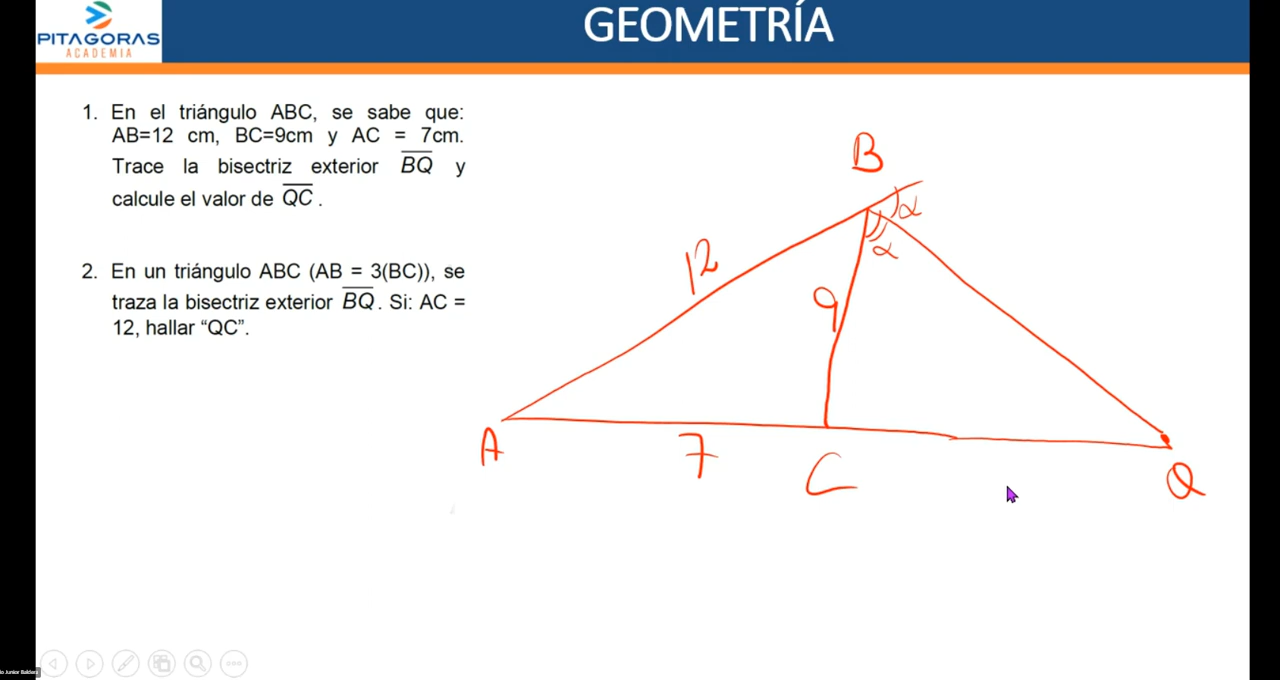 GEOMETRÍA
PITAGORAS
ACADEMIA
1. En el triángulo ABC, se sabe que:
AB=12 cm, BC=9cm y AC = 7cm.
Trace la bisectriz exterior BQ y
calcule el valor de QC.
2. En un triángulo ABC (AB = 3(BC)), se
traza la bisectriz exterior BQ. Si: AC =
12, hallar “QC”.
B
α
α
12
9
A
7
C
Q